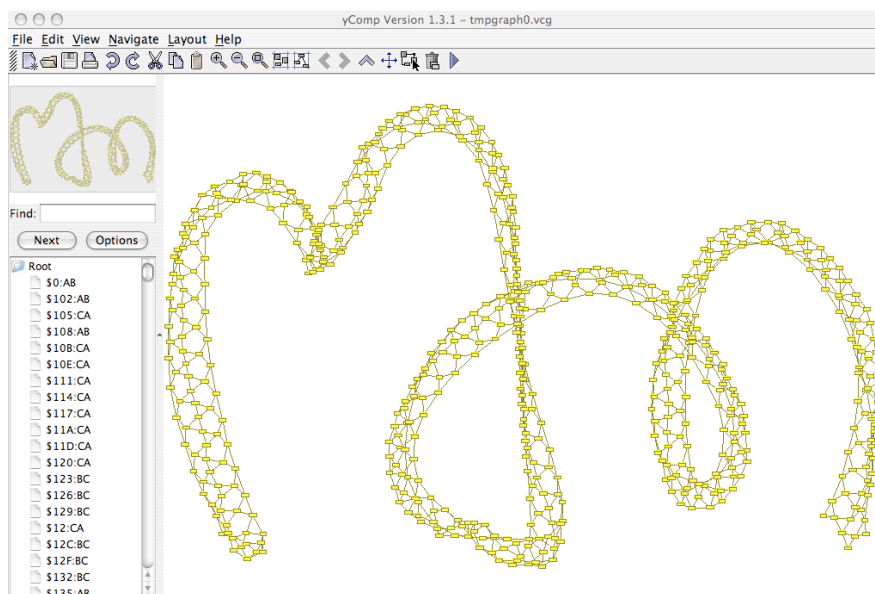 yComp Version 1.3.1 – tmpgraph0.vcg
File Edit View Navigate Layout Help
Find:
Next Options
Root
$0:AB
$102:AB
$105:CA
$108:AB
$10B:CA
$10E:CA
$111:CA
$114:CA
$117:CA
$11A:CA
$11D:CA
$120:CA
$123:BC
$126:BC
$129:BC
$12:CA
$12C:BC
$12F:BC
$132:BC
$135:AB